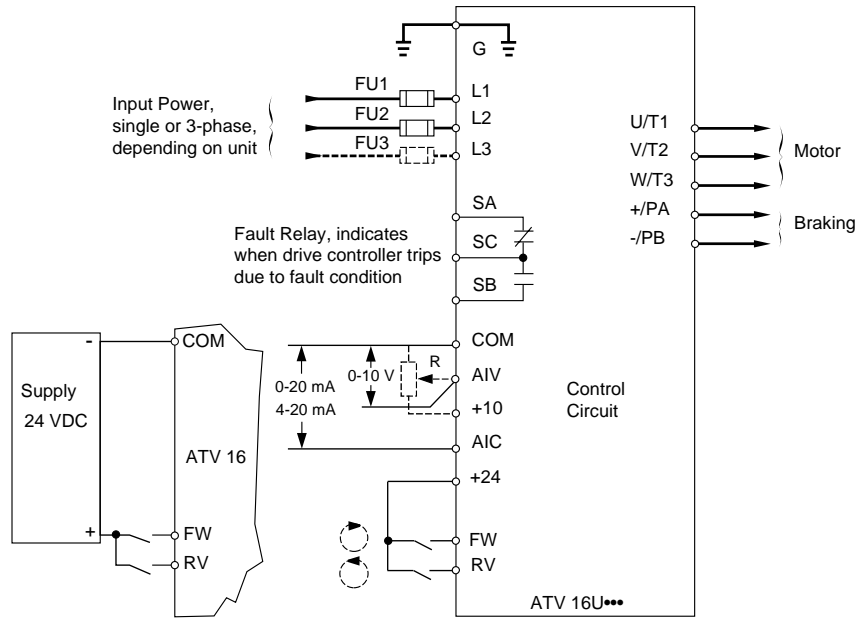 G
FU1
L1
Input Power,
single or 3-phase,
depending on unit
FU2
L2
FU3
L3
U/T1
V/T2
W/T3
Motor
+/PA
-/PB
Braking
SA
SC
SB
Fault Relay, indicates
when drive controller trips
due to fault condition
-
COM
Supply
24 VDC
ATV 16
+
FW
RV
COM
R
0-20 mA
4-20 mA
0-10 V
AIV
+10
AIC
+24
FW
RV
Control
Circuit
ATV 16U•••